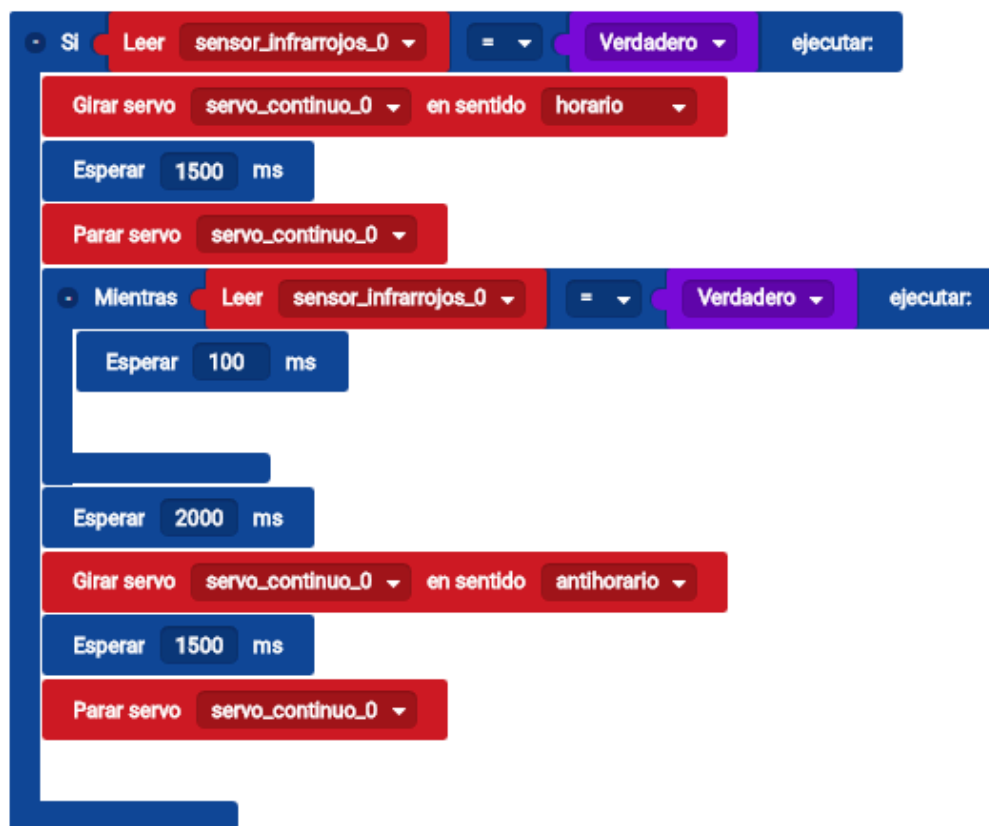 - Si Leer sensor_infrarrojos_0 = Verdadero ejecutar:
Girar servo servo_continuo_0 en sentido horario
Esperar 1500 ms
Parar servo servo_continuo_0
- Mientras Leer sensor_infrarrojos_0 = Verdadero ejecutar:
Esperar 100 ms
Esperar 2000 ms
Girar servo servo_continuo_0 en sentido antihorario
Esperar 1500 ms
Parar servo servo_continuo_0